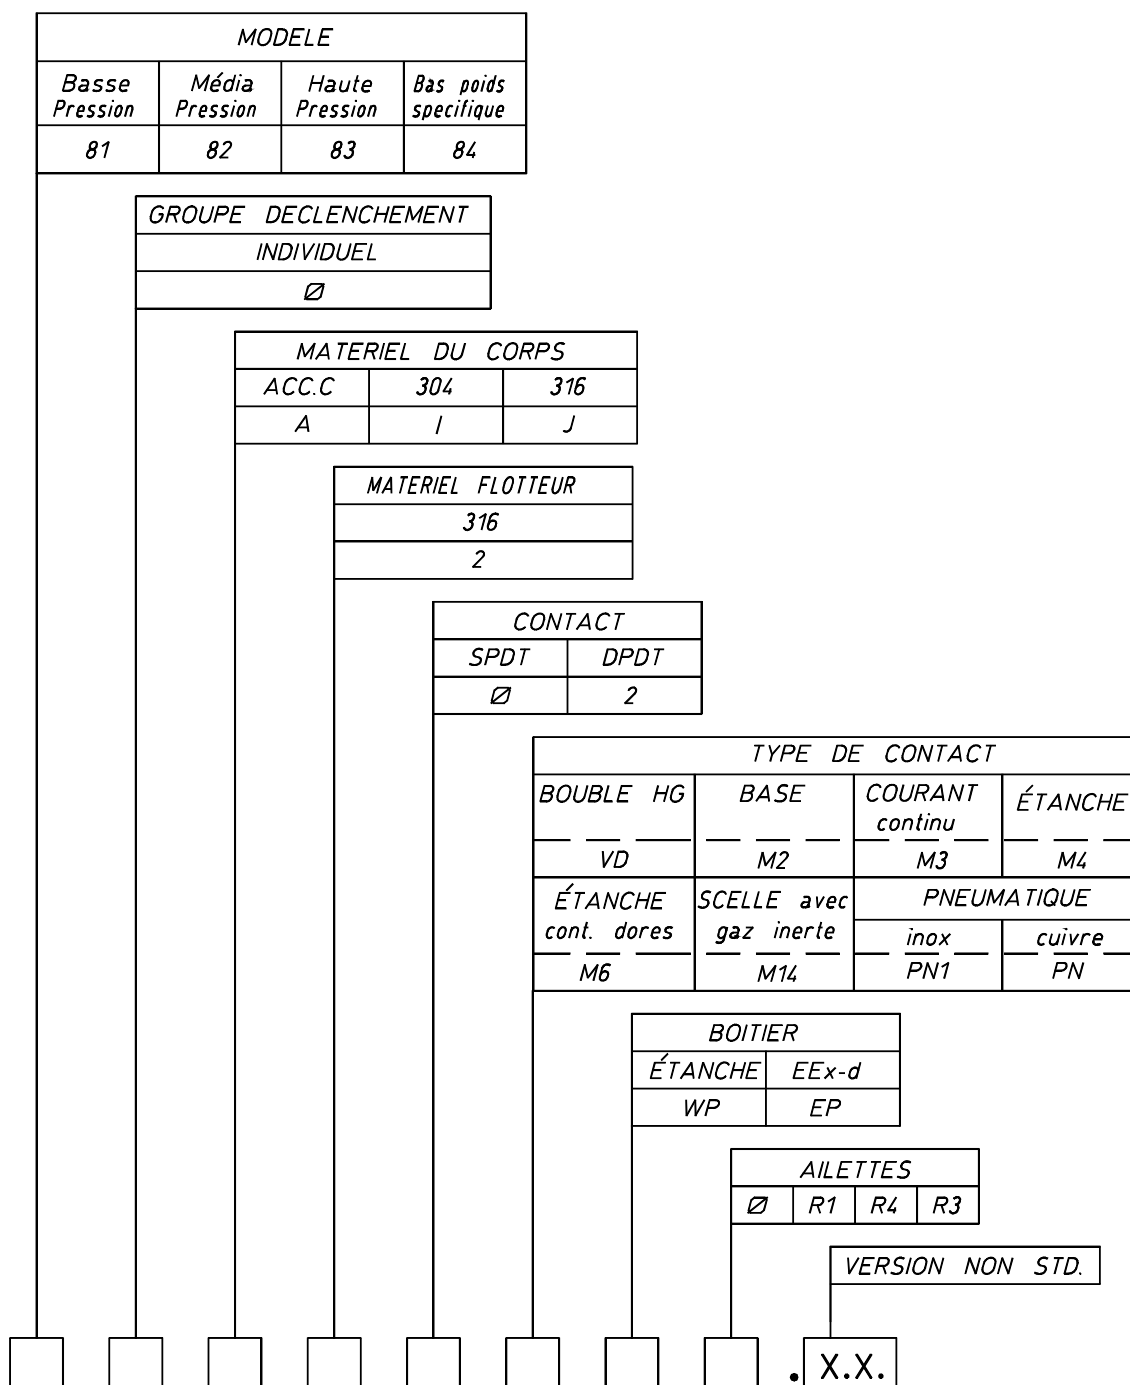 MODELE
Basse Pression Média Pression Haute Pression Bas poids specifique
81 82 83 84
GROUPE DECLENCHEMENT
INDIVIDUEL
Ø
MATERIEL DU CORPS
ACC.C 304 316
A I J
MATERIEL FLOTTEUR
316
2
CONTACT
SPDT DPDT
Ø 2
TYPE DE CONTACT
BOUBLE HG BASE COURANT continu ÉTANCHE
VD M2 M3 M4
ÉTANCHE cont. dores SCELLE avec gaz inerte PNEUMATIQUE
inox cuivre
M6 M14 PN1 PN
BOITIER
ÉTANCHE EEx-d
WP EP
AILETTES
Ø R1 R4 R3
VERSION NON STD.
. X.X.